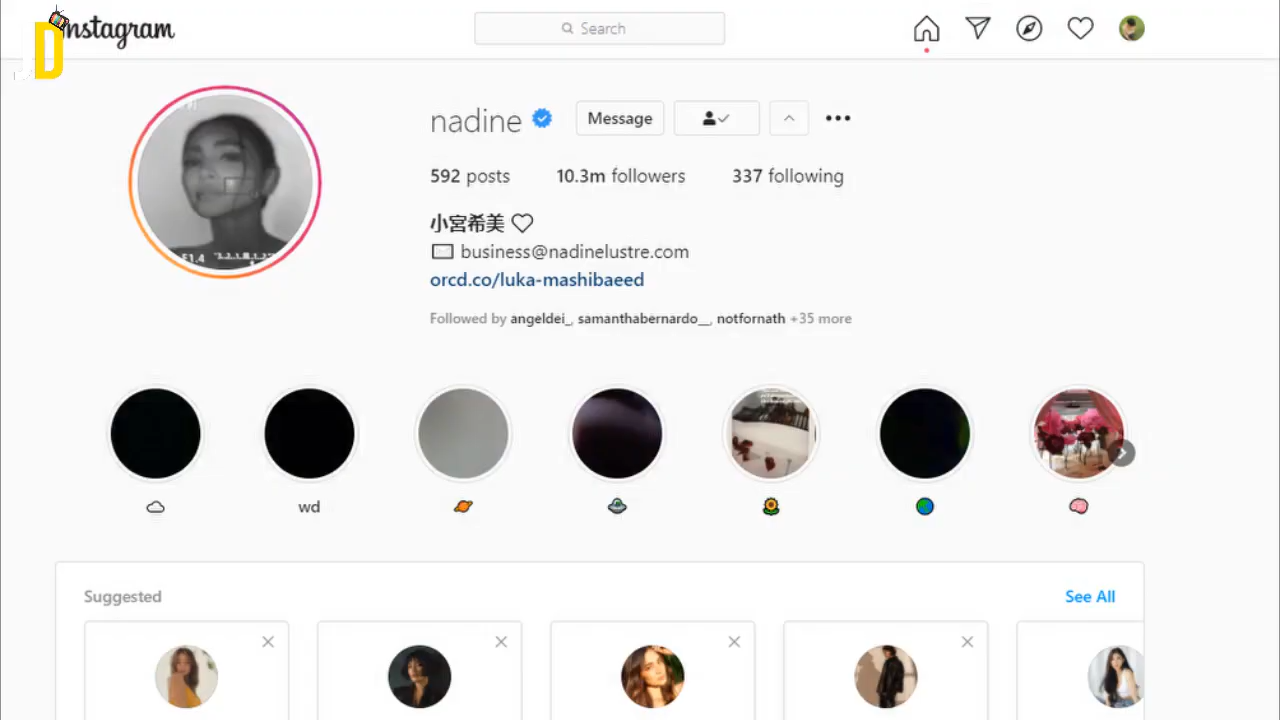 Instagram
JD
Search
nadine
Message
592 posts
10.3m followers
337 following
小宮希美
business@nadinelustre.com
orcd.co/luka-mashibaeed
Followed by angeldei_, samanthabernardo__, notfornath +35 more
wd
Suggested
See All